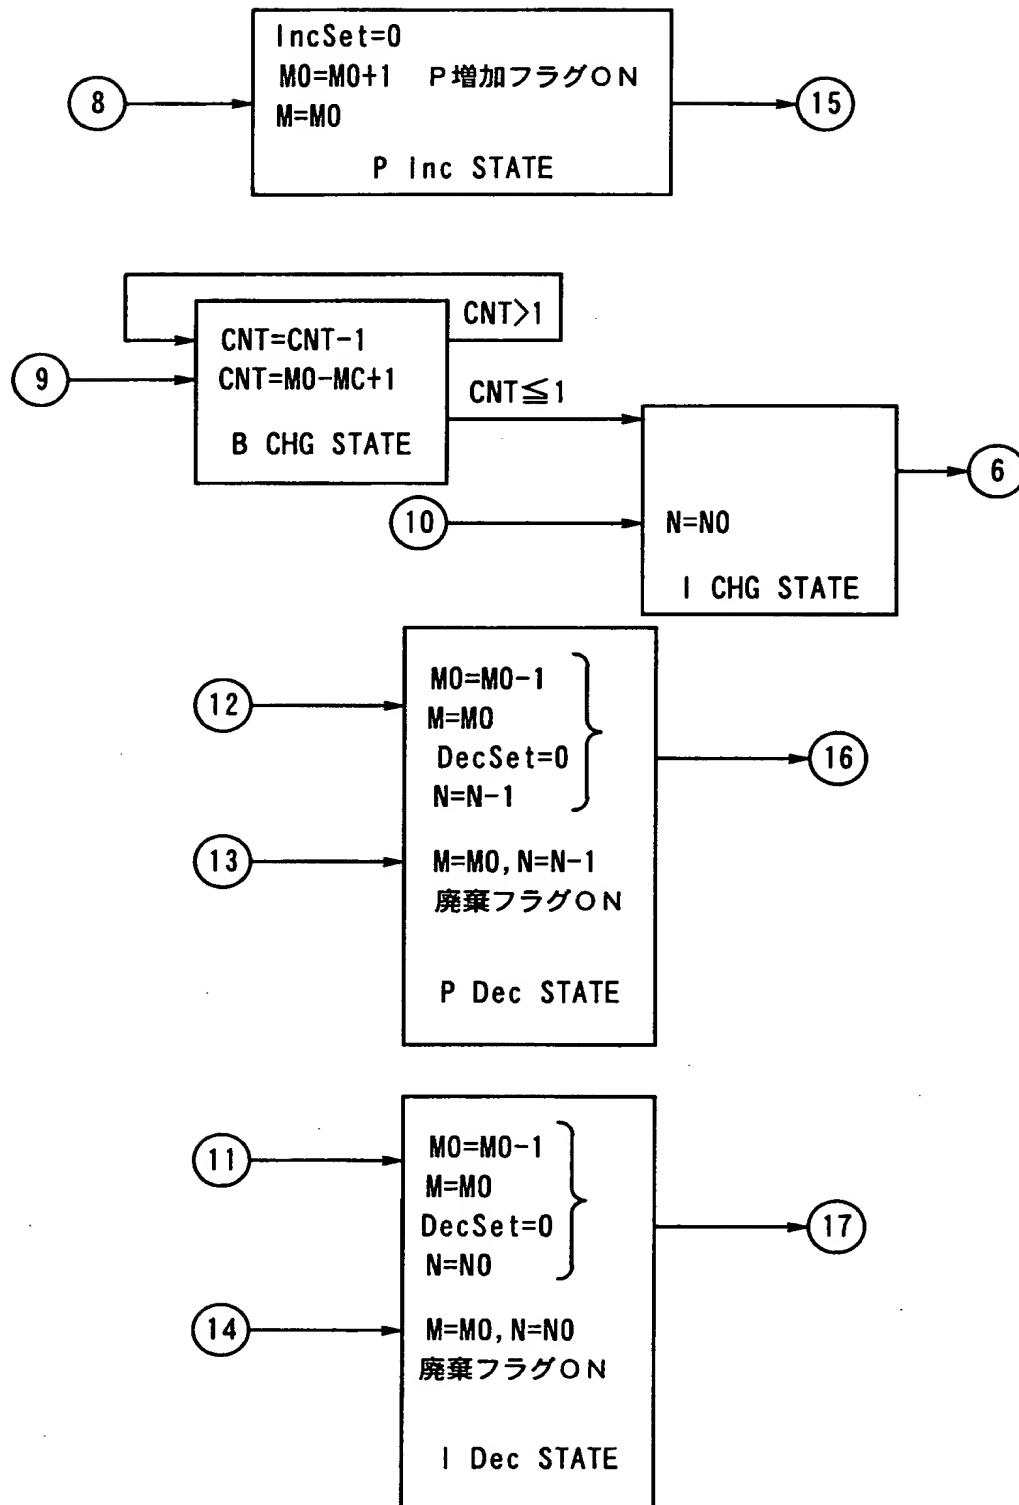 IncSet=0
M0=M0+1 P増加フラグON
M=M0
P Inc STATE
8
15
CNT>1
CNT=CNT-1
CNT=M0-MC+1
B CHG STATE
9
CNT≦1
10
N=N0
I CHG STATE
6
12
M0=M0-1
M=M0
DecSet=0
N=N-1
16
13
M=M0, N=N-1
廃棄フラグON
P Dec STATE
11
M0=M0-1
M=M0
DecSet=0
N=N0
17
14
M=M0, N=N0
廃棄フラグON
I Dec STATE